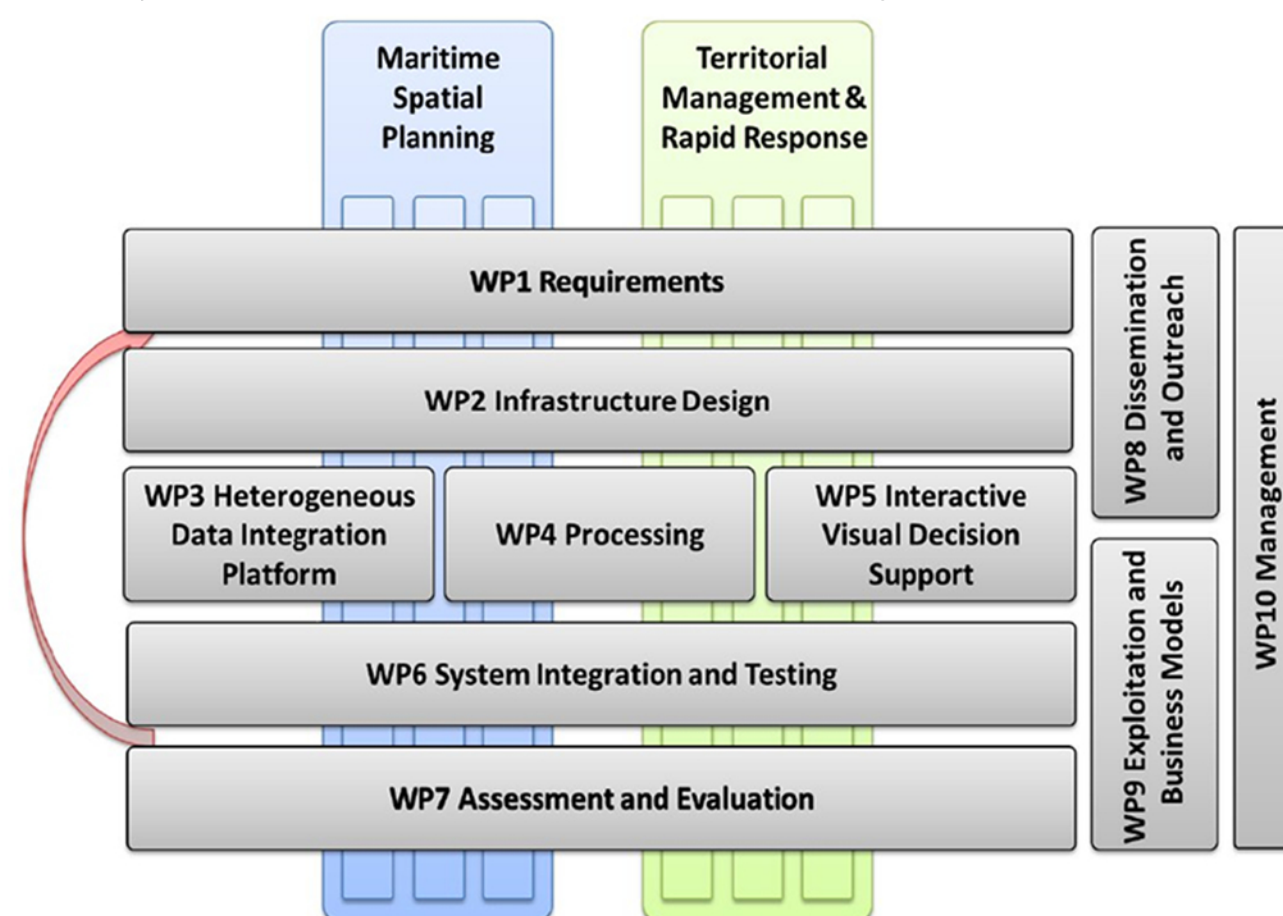 Maritime
Spatial
Planning
Territorial
Management &
Rapid Response
WP1 Requirements
WP2 Infrastructure Design
WP3 Heterogeneous
Data Integration
Platform
WP4 Processing
WP5 Interactive
Visual Decision
Support
WP6 System Integration and Testing
WP7 Assessment and Evaluation
WP8 Dissemination
and Outreach
WP9 Exploitation and
Business Models
WP10 Management